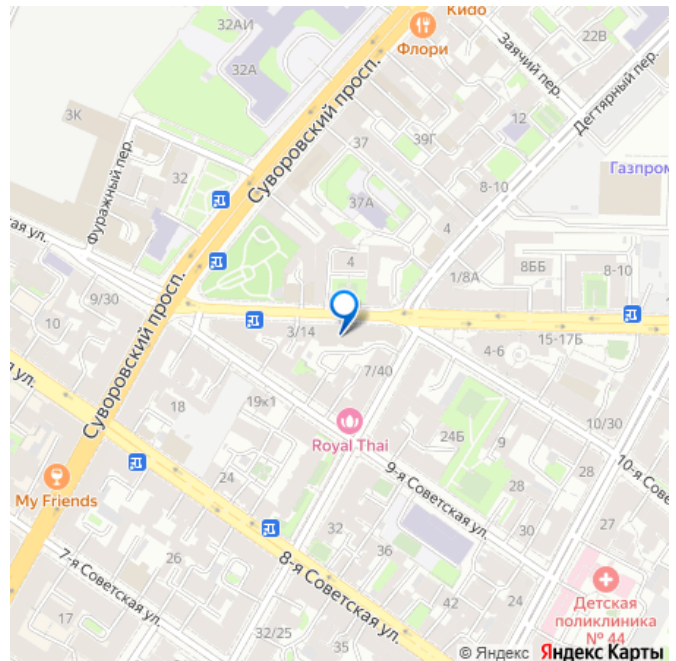 Кидо
Флори
32АИ
32А
Суворовский просп.
Заячий пер.
22В
Дегтярный пер.
3К
Фуражный пер.
32
37
39Г
12
Газпром
8-10
37А
4
ая ул.
4
1/8А
8ББ
8-10
9/30
10
3/14
15-17Б
4-6
7/40
Суворовский просп.
ул.
18
19к1
Royal Thai
24Б
9
10/30
10-я Сове
My Friends
24
9-я Советская ул.
28
28
30
27
32
36
26
7-я Советская ул.
8-я Советская ул.
Детская
поликлиника
№ 44
17
42
24
32/25
35
© Яндекс Яндекс Карты